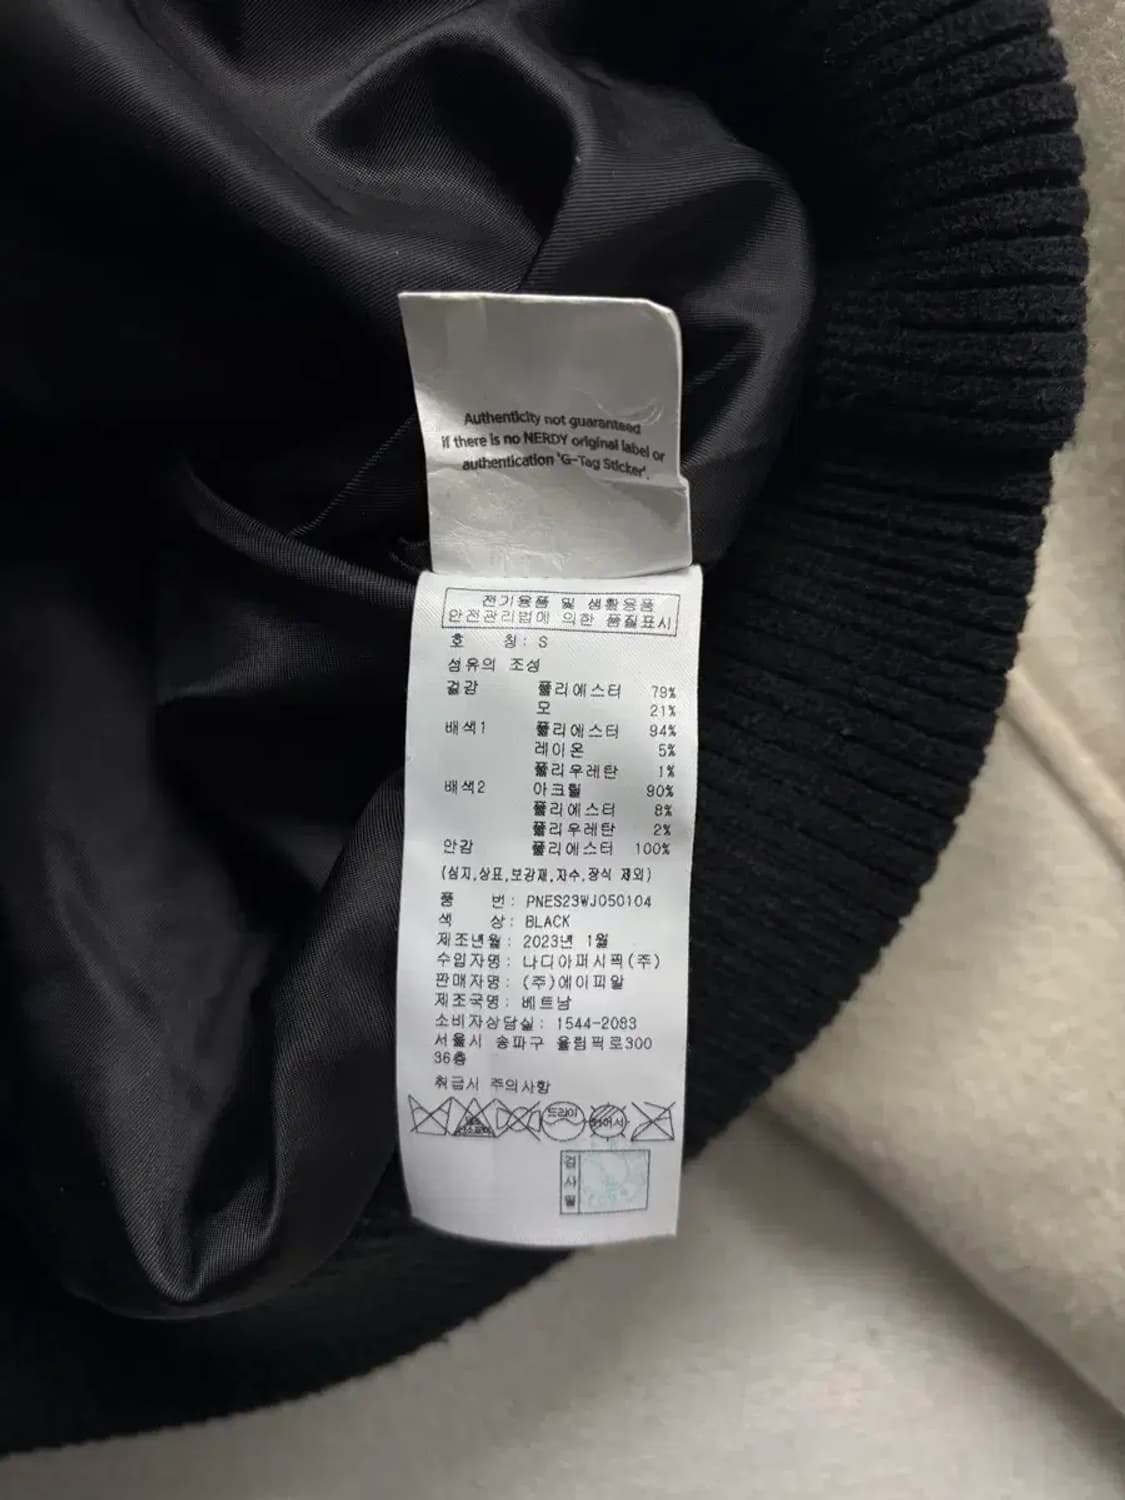 Authenticity not guaranteed
if there is no NERDY original label or
authentication 'G-Tag Sticker'.
전기용품 및 생활용품
안전관리법에 의한 품질표시
호 칭: S
섬유의 조성
겉감 폴리에스터 79%
모 21%
배색1 폴리에스터 94%
레이온 5%
폴리우레탄 1%
배색2 아크릴 90%
폴리에스터 8%
폴리우레탄 2%
안감 폴리에스터 100%
(심지,상표,보강재,자수,장식 제외)
품 번: PNES23WJ050104
색 상: BLACK
제조년월: 2023년 1월
수입자명: 나디아퍼시픽(주)
판매자명: (주)에이피알
제조국명: 베트남
소비자상담실: 1544-2083
서울시 송파구 올림픽로300
36층
취급시 주의사항
드라이
검사필